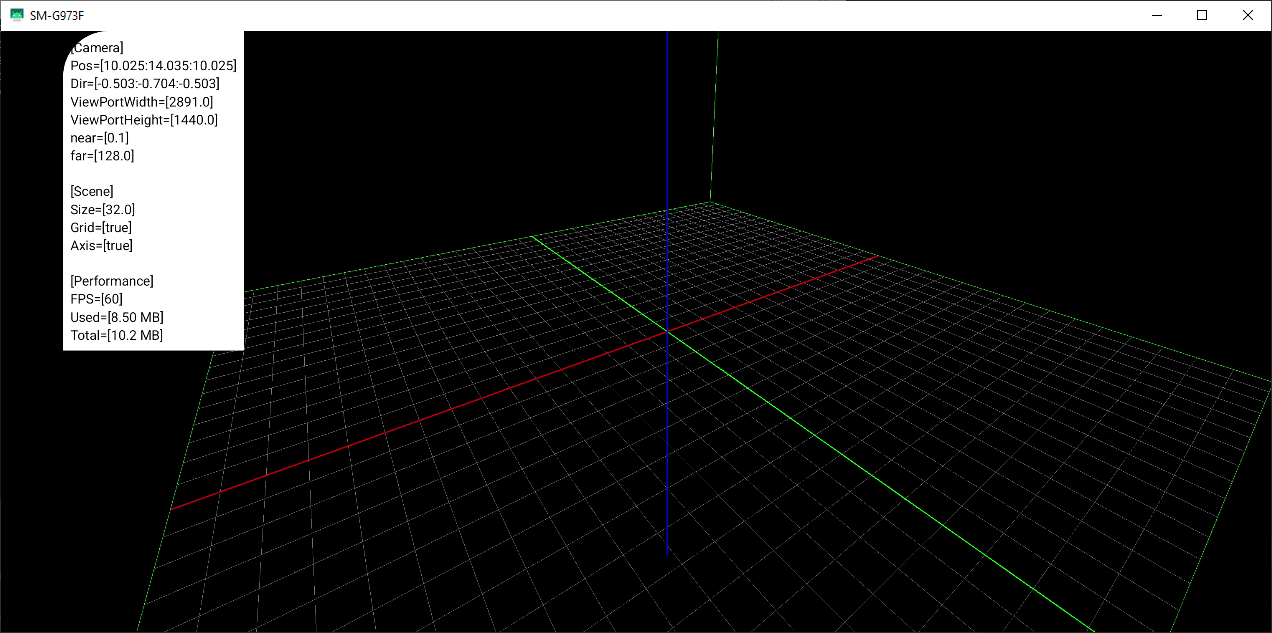 SM-G973F
[Camera]
Pos=[10.025:14.035:10.025]
Dir=[-0.503:-0.704:-0.503]
ViewPortWidth=[2891.0]
ViewPortHeight=[1440.0]
near=[0.1]
far=[128.0]
[Scene]
Size=[32.0]
Grid=[true]
Axis=[true]
[Performance]
FPS=[60]
Used=[8.50 MB]
Total=[10.2 MB]